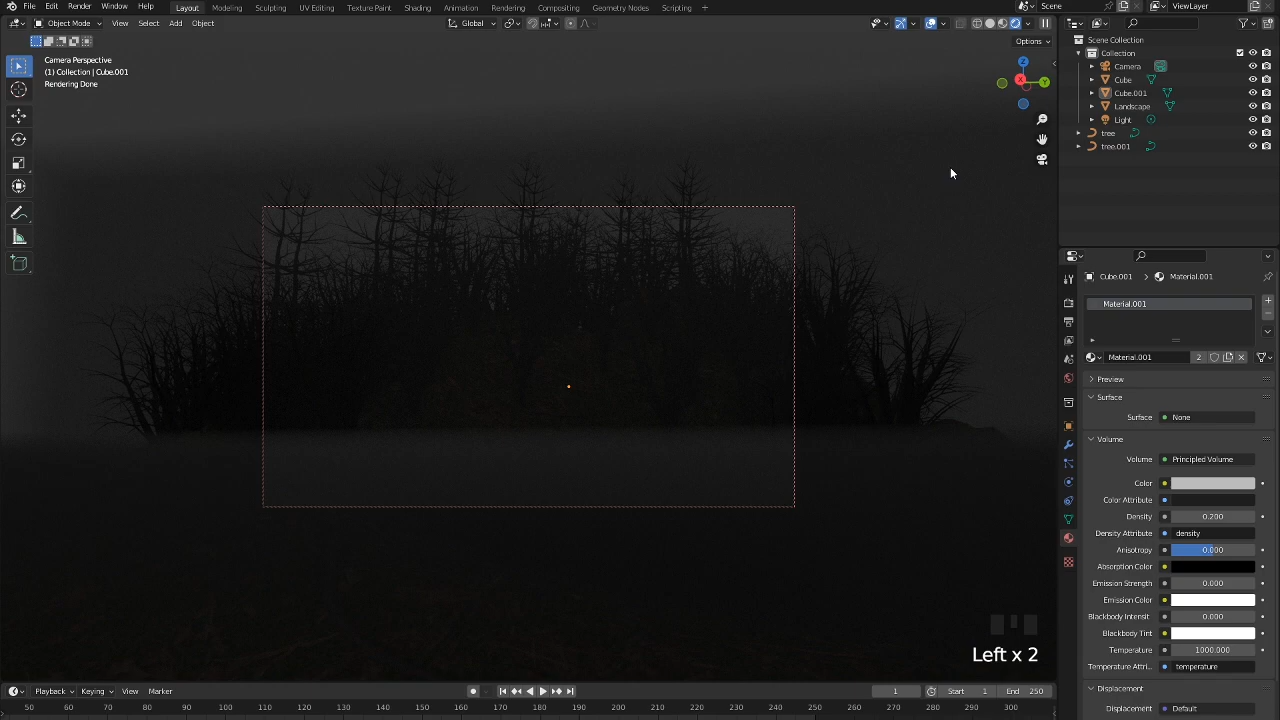 File Edit Render Window Help Layout Modeling Sculpting UV Editing Texture Paint Shading Animation Rendering Compositing Geometry Nodes Scripting + Scene ViewLayer
Object Mode View Select Add Object Global
Options
Camera Perspective
(1) Collection | Cube.001
Rendering Done
X
Y
Z
Left x 2
Scene Collection
Collection
Camera
Cube
Cube.001
Landscape
Light
tree
tree.001
Cube.001 > Material.001
Material.001
Material.001 2
Preview
Surface
Surface None
Volume
Volume Principled Volume
Color
Color Attribute
Density 0.200
Density Attribute density
Anisotropy 0.000
Absorption Color
Emission Strength 0.000
Emission Color
Blackbody Intensit 0.000
Blackbody Tint
Temperature 1000.000
Temperature Attri... temperature
Displacement
Displacement Default
Playback Keying View Marker 1 Start 1 End 250
50 60 70 80 90 100 110 120 130 140 150 160 170 180 190 200 210 220 230 240 250 260 270 280 290 300